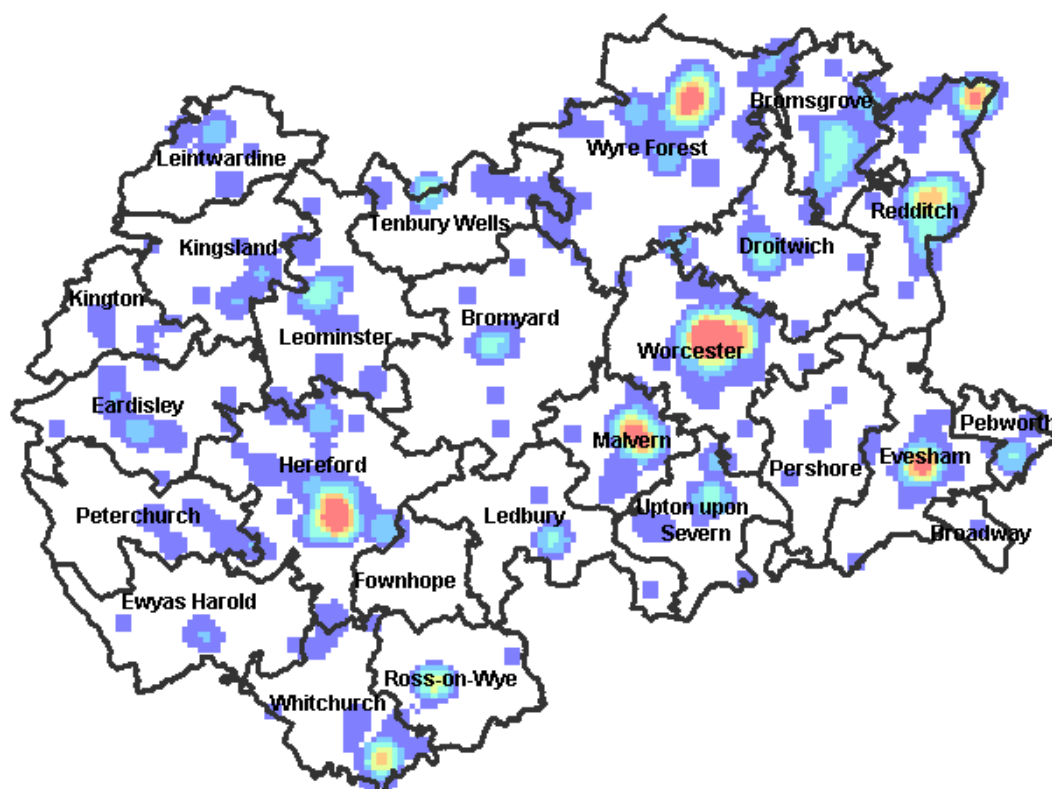 Bromsgrove
Wyre Forest
Leintwardine
Redditch
Tenbury Wells
Kingsland
Droitwich
Kington
Bromyard
Leominster
Worcester
Eardisley
Pebworth
Malvern
Evesham
Hereford
Pershore
Peterchurch
Ledbury
Upton upon
Severn
Broadway
Fownhope
Ewyas Harold
Ross-on-Wye
Whitchurch